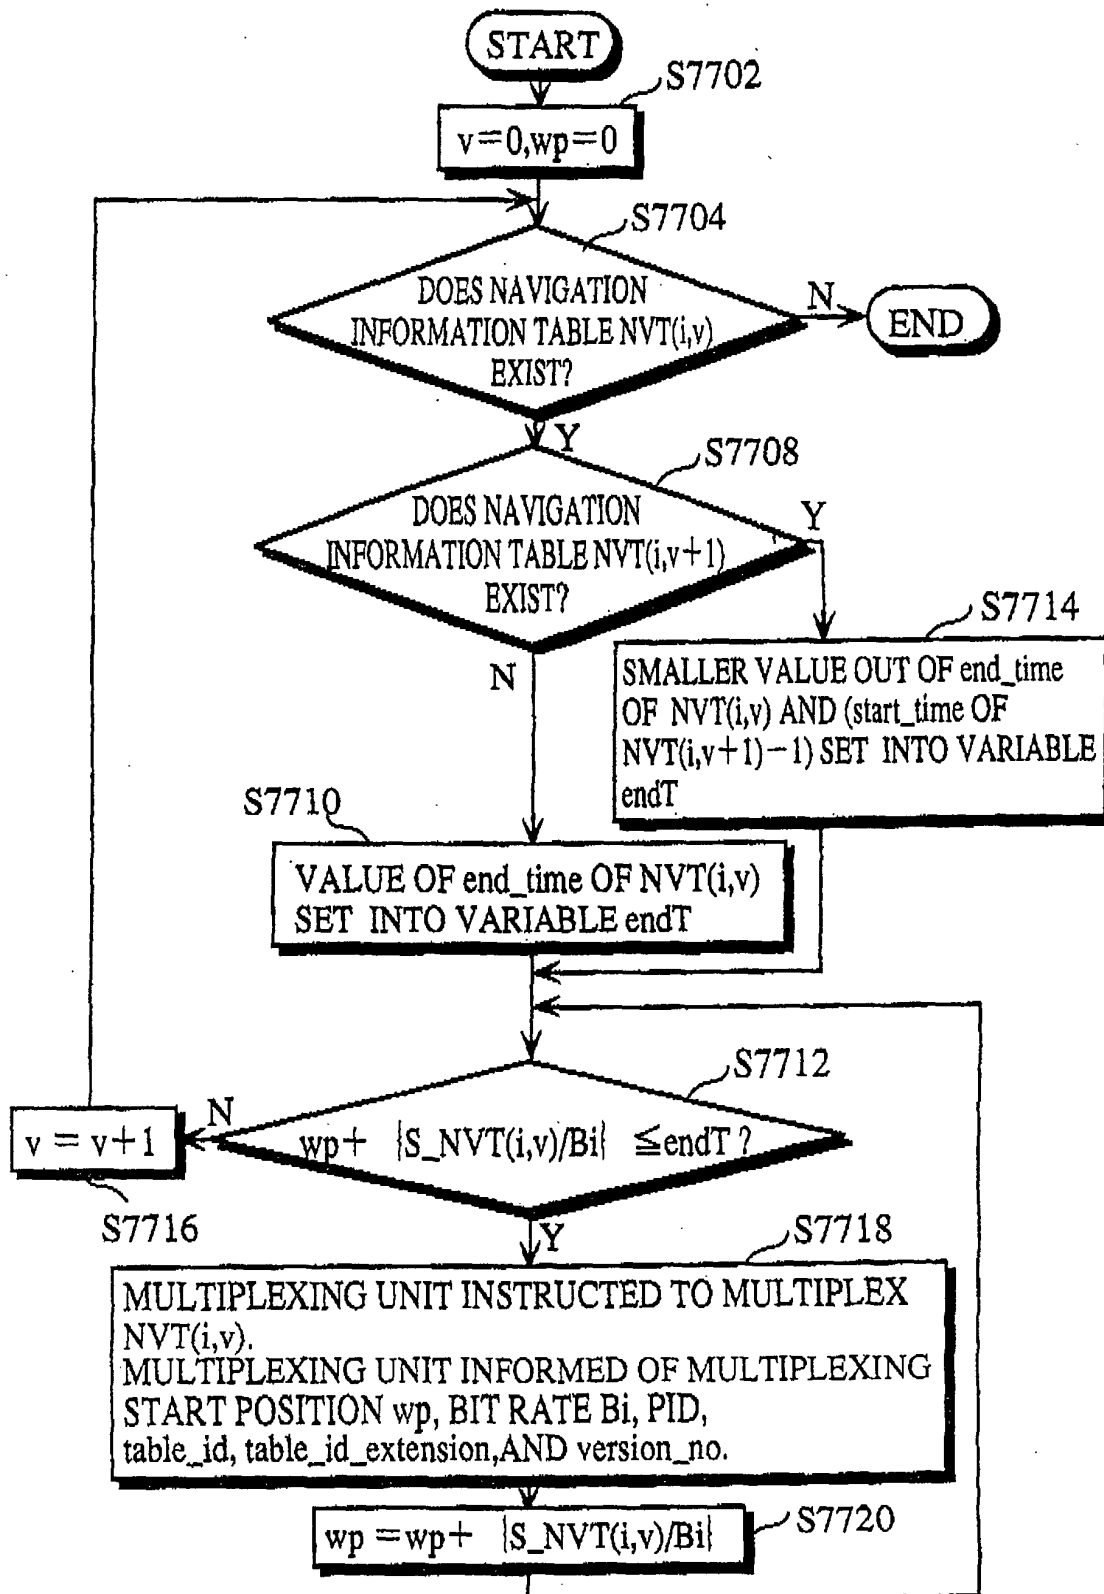 START
S7702
v=0,wp=0
S7704
DOES NAVIGATION
INFORMATION TABLE NVT(i,v)
EXIST?
N
END
Y
S7708
DOES NAVIGATION
INFORMATION TABLE NVT(i,v+1)
EXIST?
Y
N
S7714
SMALLER VALUE OUT OF end_time
OF NVT(i,v) AND (start_time OF
NVT(i,v+1)-1) SET INTO VARIABLE
endT
S7710
VALUE OF end_time OF NVT(i,v)
SET INTO VARIABLE endT
S7712
wp+ {S_NVT(i,v)/Bi} ≦endT?
N
v = v+1
S7716
Y
S7718
MULTIPLEXING UNIT INSTRUCTED TO MULTIPLEX
NVT(i,v).
MULTIPLEXING UNIT INFORMED OF MULTIPLEXING
START POSITION wp, BIT RATE Bi, PID,
table_id, table_id_extension,AND version_no.
S7720
wp =wp+ {S_NVT(i,v)/Bi}